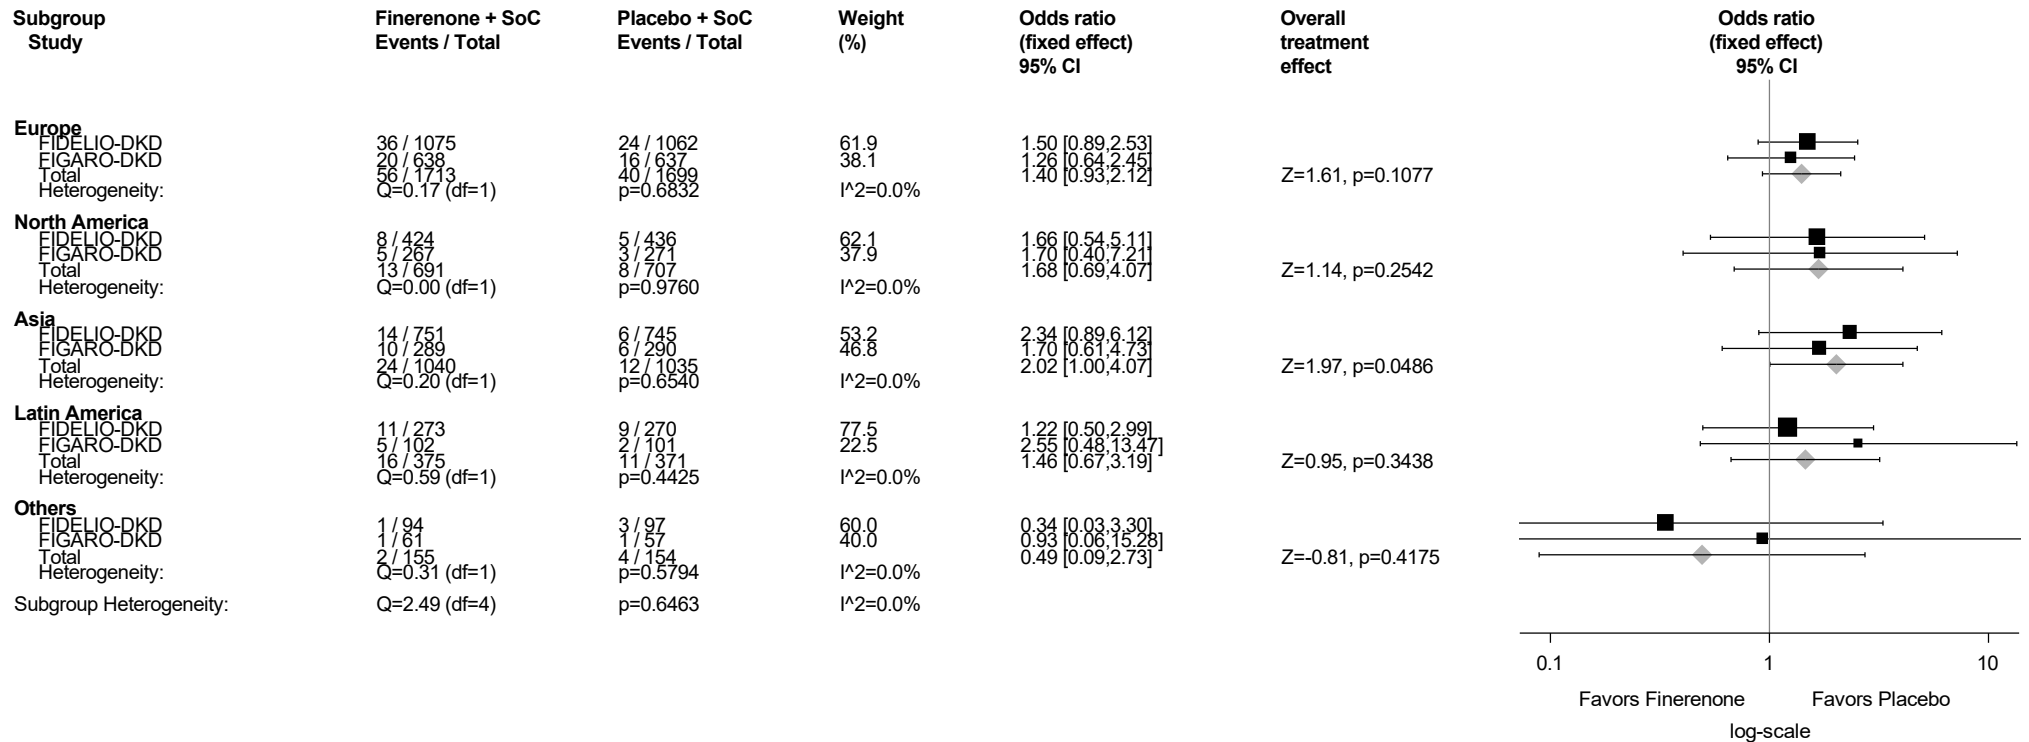 Subgroup Finerenone + SoC Placebo + SoC Weight Odds ratio Overall Odds ratio
Study Events / Total Events / Total (%) (fixed effect) treatment (fixed effect)
95% CI effect 95% CI
Europe
FIDELIO-DKD 36 / 1075 24 / 1062 61.9 1.50 [0.89,2.53]
FIGARO-DKD 20 / 638 16 / 637 38.1 1.26 [0.64,2.45]
Total 56 / 1713 40 / 1699 1.40 [0.93,2.12] Z=1.61, p=0.1077
Heterogeneity: Q=0.17 (df=1) p=0.6832 I^2=0.0%
North America
FIDELIO-DKD 8 / 424 5 / 436 62.1 1.66 [0.54,5.11]
FIGARO-DKD 5 / 267 3 / 271 37.9 1.70 [0.40,7.21]
Total 13 / 691 8 / 707 1.68 [0.69,4.07] Z=1.14, p=0.2542
Heterogeneity: Q=0.00 (df=1) p=0.9760 I^2=0.0%
Asia
FIDELIO-DKD 14 / 751 6 / 745 53.2 2.34 [0.89,6.12]
FIGARO-DKD 10 / 289 6 / 290 46.8 1.70 [0.61,4.73]
Total 24 / 1040 12 / 1035 2.02 [1.00,4.07] Z=1.97, p=0.0486
Heterogeneity: Q=0.20 (df=1) p=0.6540 I^2=0.0%
Latin America
FIDELIO-DKD 11 / 273 9 / 270 77.5 1.22 [0.50,2.99]
FIGARO-DKD 5 / 102 2 / 101 22.5 2.55 [0.48,13.47]
Total 16 / 375 11 / 371 1.46 [0.67,3.19] Z=0.95, p=0.3438
Heterogeneity: Q=0.59 (df=1) p=0.4425 I^2=0.0%
Others
FIDELIO-DKD 1 / 94 3 / 97 60.0 0.34 [0.03,3.30]
FIGARO-DKD 1 / 61 1 / 57 40.0 0.93 [0.06,15.28]
Total 2 / 155 4 / 154 0.49 [0.09,2.73] Z=-0.81, p=0.4175
Heterogeneity: Q=0.31 (df=1) p=0.5794 I^2=0.0%
Subgroup Heterogeneity: Q=2.49 (df=4) p=0.6463 I^2=0.0%
0.1 1 10
Favors Finerenone Favors Placebo
log-scale